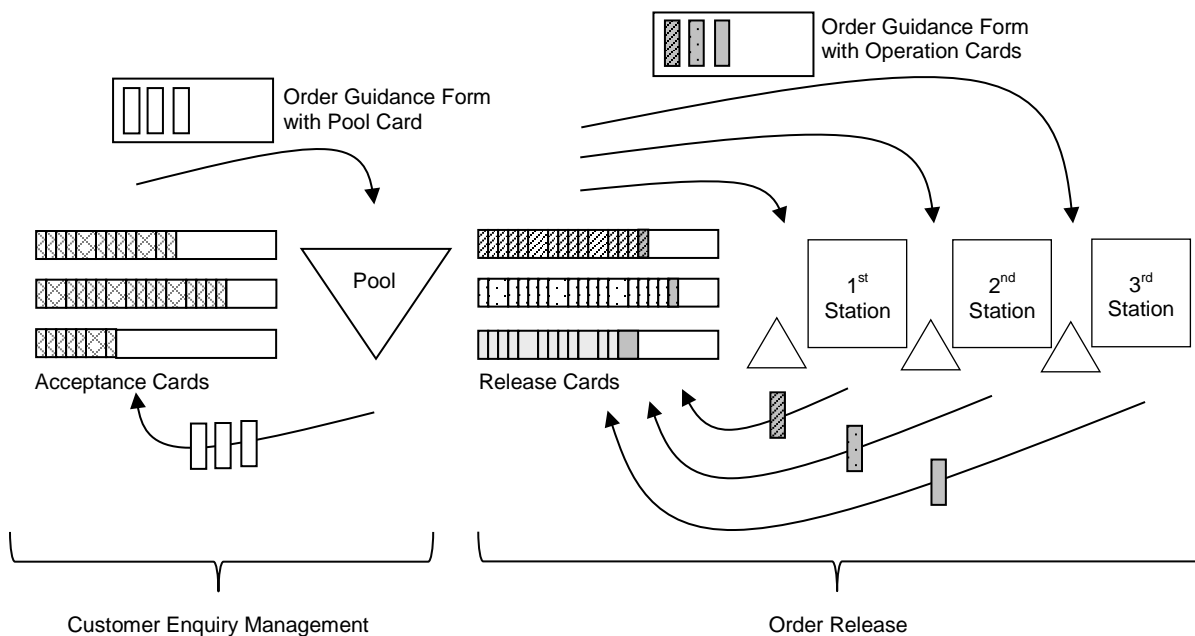 Order Guidance Form
with Operation Cards
Order Guidance Form
with Pool Card
Pool
1st
Station
2nd
Station
3rd
Station
Acceptance Cards
Release Cards
Customer Enquiry Management
Order Release